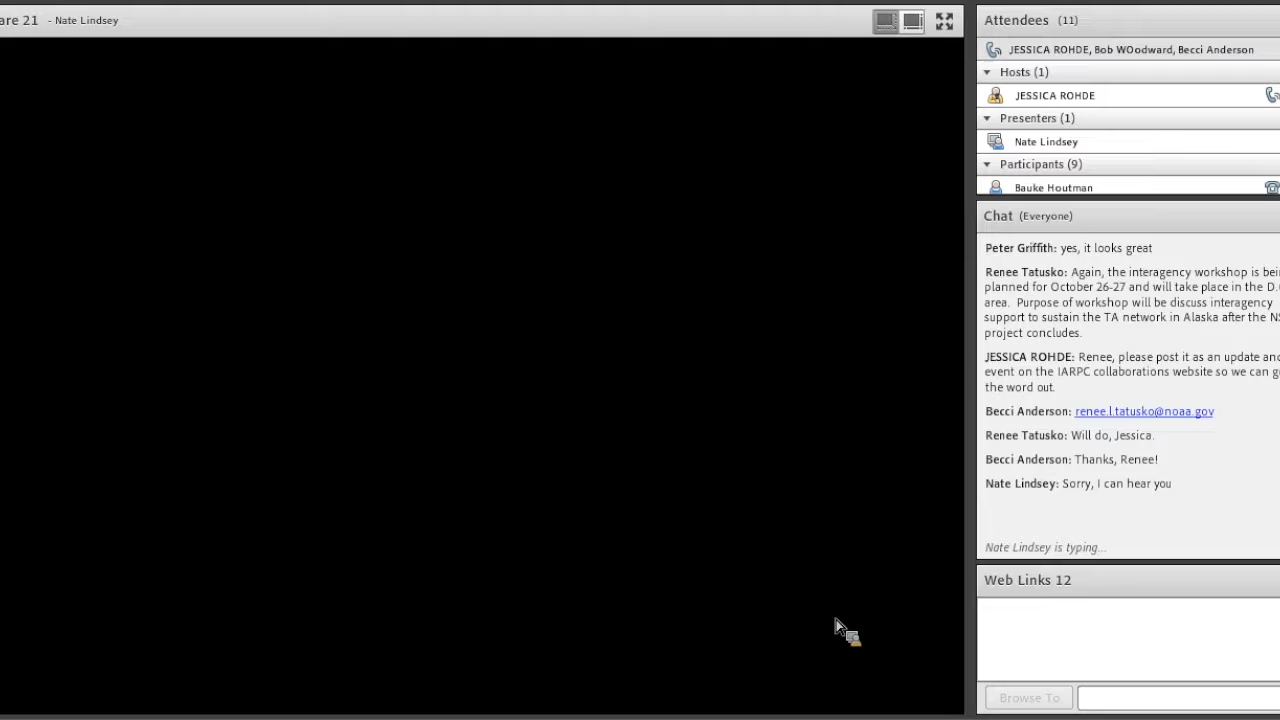 are 21 - Nate Lindsey
Attendees (11)
JESSICA ROHDE, Bob WOodward, Becci Anderson
Hosts (1)
JESSICA ROHDE
Presenters (1)
Nate Lindsey
Participants (9)
Bauke Houtman
Chat (Everyone)
Peter Griffith: yes, it looks great
Renee Tatusko: Again, the interagency workshop is bei
planned for October 26-27 and will take place in the D.
area. Purpose of workshop will be discuss interagency
support to sustain the TA network in Alaska after the NS
project concludes.
JESSICA ROHDE: Renee, please post it as an update and
event on the IARPC collaborations website so we can g
the word out.
Becci Anderson: renee.l.tatusko@noaa.gov
Renee Tatusko: Will do, Jessica.
Becci Anderson: Thanks, Renee!
Nate Lindsey: Sorry, I can hear you
Nate Lindsey is typing...
Web Links 12
Browse To